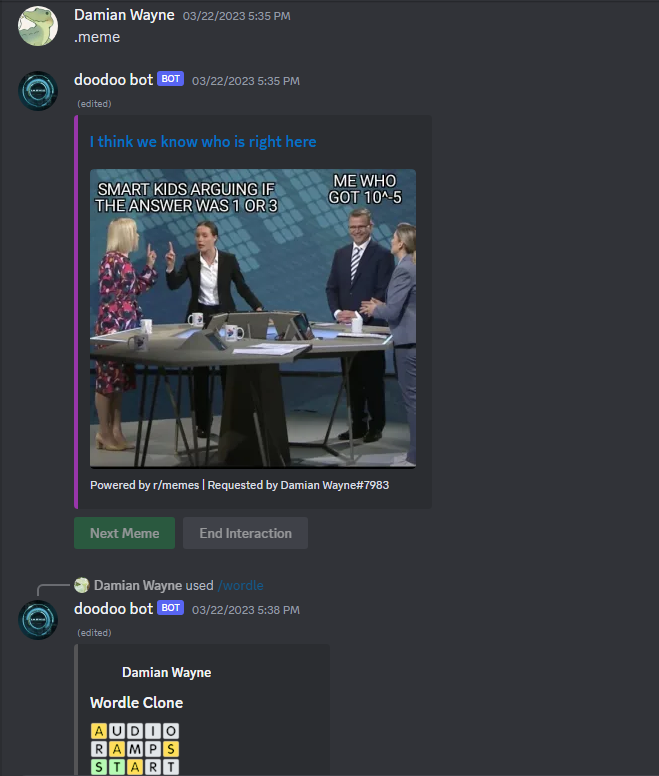 Damian Wayne 03/22/2023 5:35 PM
.meme
doodoo bot BOT 03/22/2023 5:35 PM
(edited)
I think we know who is right here
SMART KIDS ARGUING IF
THE ANSWER WAS 1 OR 3
ME WHO
GOT 10^-5
Powered by r/memes | Requested by Damian Wayne#7983
Next Meme End Interaction
Damian Wayne used /wordle
doodoo bot BOT 03/22/2023 5:38 PM
(edited)
Damian Wayne
Wordle Clone
AUDIO
RAMPS
START